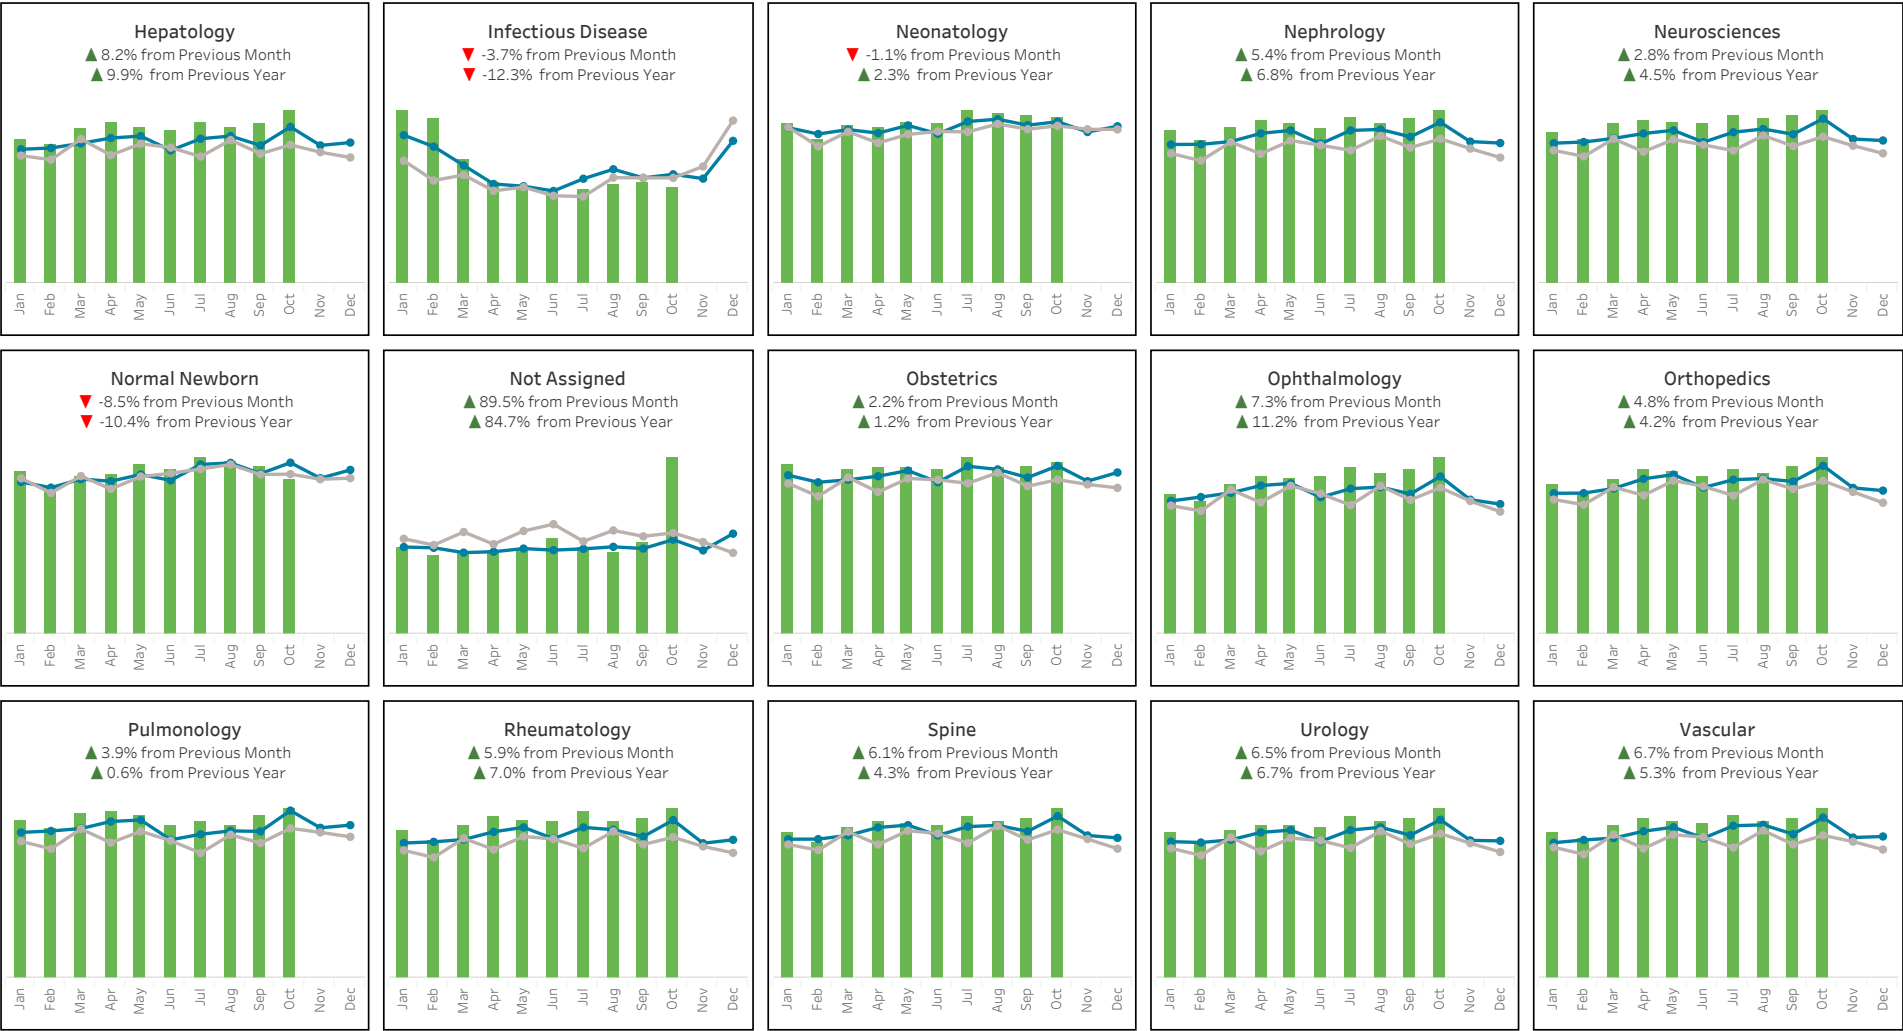 Hepatology
▲ 8.2% from Previous Month
▲ 9.9% from Previous Year
Jan Feb Mar Apr May Jun Jul Aug Sep Oct Nov Dec
Infectious Disease
▼ -3.7% from Previous Month
▼ -12.3% from Previous Year
Jan Feb Mar Apr May Jun Jul Aug Sep Oct Nov Dec
Neonatology
▼ -1.1% from Previous Month
▲ 2.3% from Previous Year
Jan Feb Mar Apr May Jun Jul Aug Sep Oct Nov Dec
Nephrology
▲ 5.4% from Previous Month
▲ 6.8% from Previous Year
Jan Feb Mar Apr May Jun Jul Aug Sep Oct Nov Dec
Neurosciences
▲ 2.8% from Previous Month
▲ 4.5% from Previous Year
Jan Feb Mar Apr May Jun Jul Aug Sep Oct Nov Dec
Normal Newborn
▼ -8.5% from Previous Month
▼ -10.4% from Previous Year
Jan Feb Mar Apr May Jun Jul Aug Sep Oct Nov Dec
Not Assigned
▲ 89.5% from Previous Month
▲ 84.7% from Previous Year
Jan Feb Mar Apr May Jun Jul Aug Sep Oct Nov Dec
Obstetrics
▲ 2.2% from Previous Month
▲ 1.2% from Previous Year
Jan Feb Mar Apr May Jun Jul Aug Sep Oct Nov Dec
Ophthalmology
▲ 7.3% from Previous Month
▲ 11.2% from Previous Year
Jan Feb Mar Apr May Jun Jul Aug Sep Oct Nov Dec
Orthopedics
▲ 4.8% from Previous Month
▲ 4.2% from Previous Year
Jan Feb Mar Apr May Jun Jul Aug Sep Oct Nov Dec
Pulmonology
▲ 3.9% from Previous Month
▲ 0.6% from Previous Year
Jan Feb Mar Apr May Jun Jul Aug Sep Oct Nov Dec
Rheumatology
▲ 5.9% from Previous Month
▲ 7.0% from Previous Year
Jan Feb Mar Apr May Jun Jul Aug Sep Oct Nov Dec
Spine
▲ 6.1% from Previous Month
▲ 4.3% from Previous Year
Jan Feb Mar Apr May Jun Jul Aug Sep Oct Nov Dec
Urology
▲ 6.5% from Previous Month
▲ 6.7% from Previous Year
Jan Feb Mar Apr May Jun Jul Aug Sep Oct Nov Dec
Vascular
▲ 6.7% from Previous Month
▲ 5.3% from Previous Year
Jan Feb Mar Apr May Jun Jul Aug Sep Oct Nov Dec